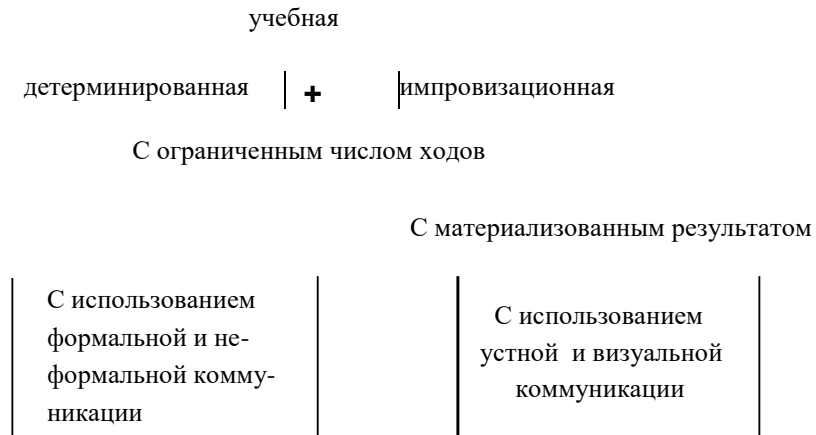 учебная
детерминированная + импровизационная
С ограниченным числом ходов
С материализованным результатом
С использованием
формальной и не-
формальной комму-
никации
С использованием
устной и визуальной
коммуникации